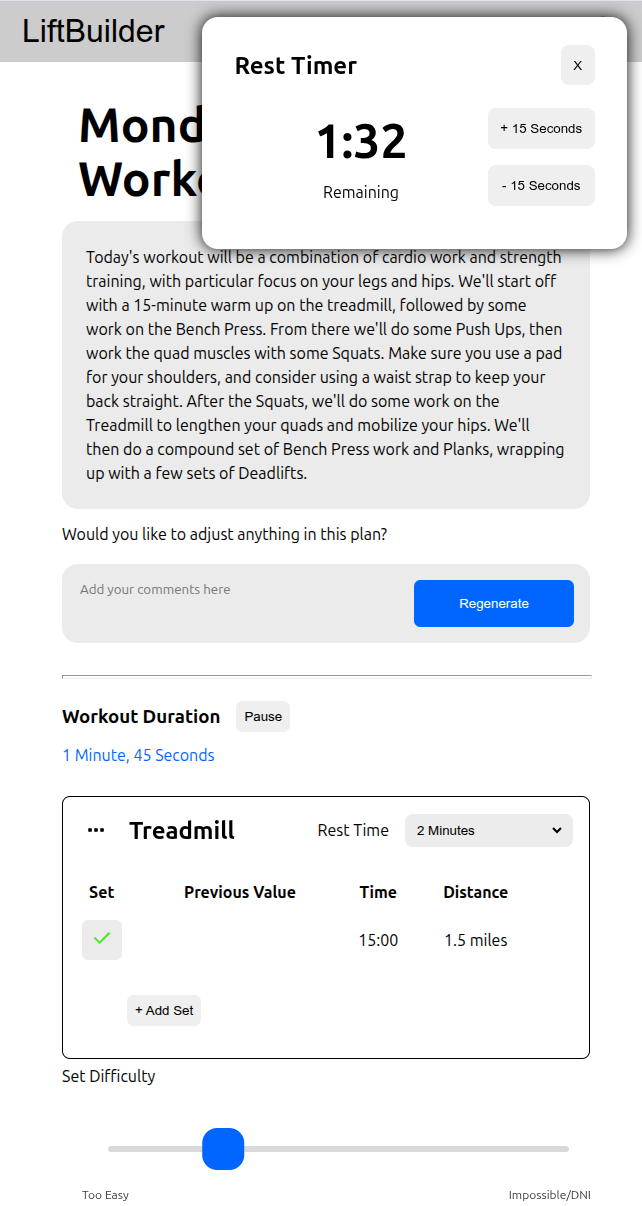 LiftBuilder
Rest Timer
X
1:32
Remaining
+ 15 Seconds
- 15 Seconds
Today's workout will be a combination of cardio work and strength
training, with particular focus on your legs and hips. We'll start off
with a 15-minute warm up on the treadmill, followed by some
work on the Bench Press. From there we'll do some Push Ups, then
work the quad muscles with some Squats. Make sure you use a pad
for your shoulders, and consider using a waist strap to keep your
back straight. After the Squats, we'll do some work on the
Treadmill to lengthen your quads and mobilize your hips. We'll
then do a compound set of Bench Press work and Planks, wrapping
up with a few sets of Deadlifts.
Would you like to adjust anything in this plan?
Add your comments here
Regenerate
Workout Duration
Pause
1 Minute, 45 Seconds
Treadmill
Rest Time
2 Minutes
Set Previous Value Time Distance
15:00 1.5 miles
+ Add Set
Set Difficulty
Too Easy
Impossible/DNI